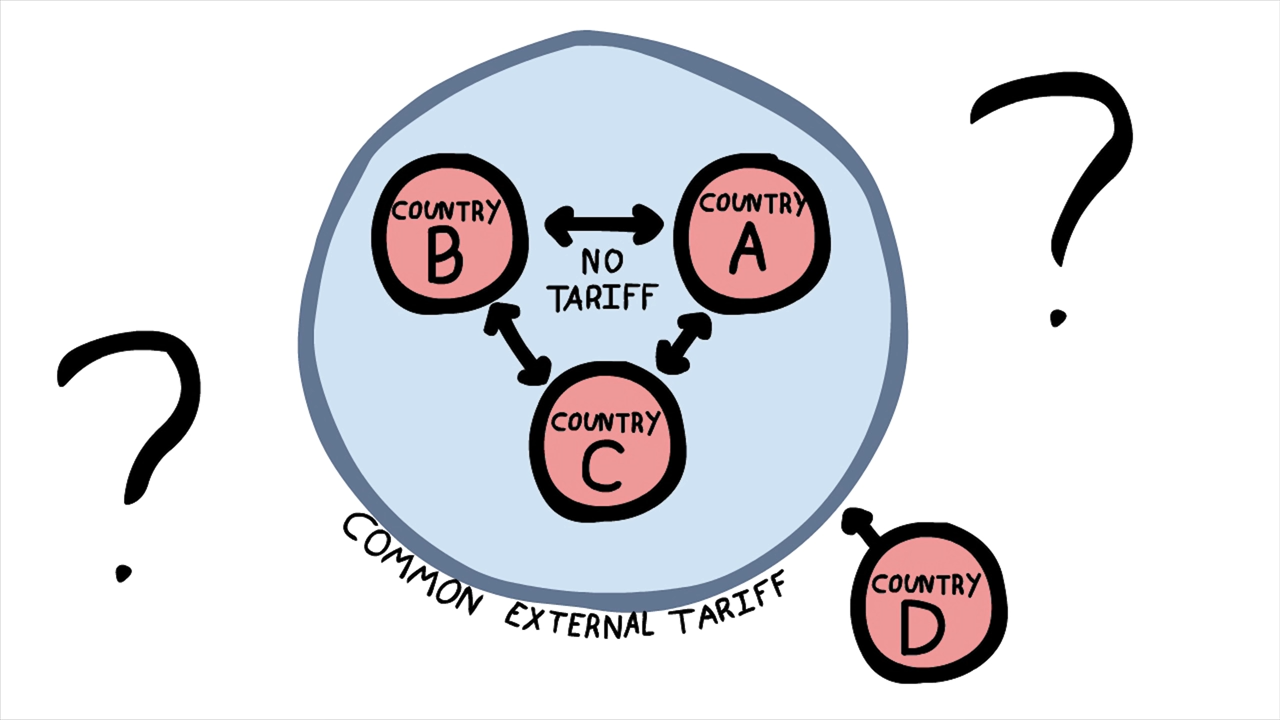 COUNTRY
B
COUNTRY
A
NO
TARIFF
COUNTRY
C
COMMON EXTERNAL TARIFF
COUNTRY
D
?
?